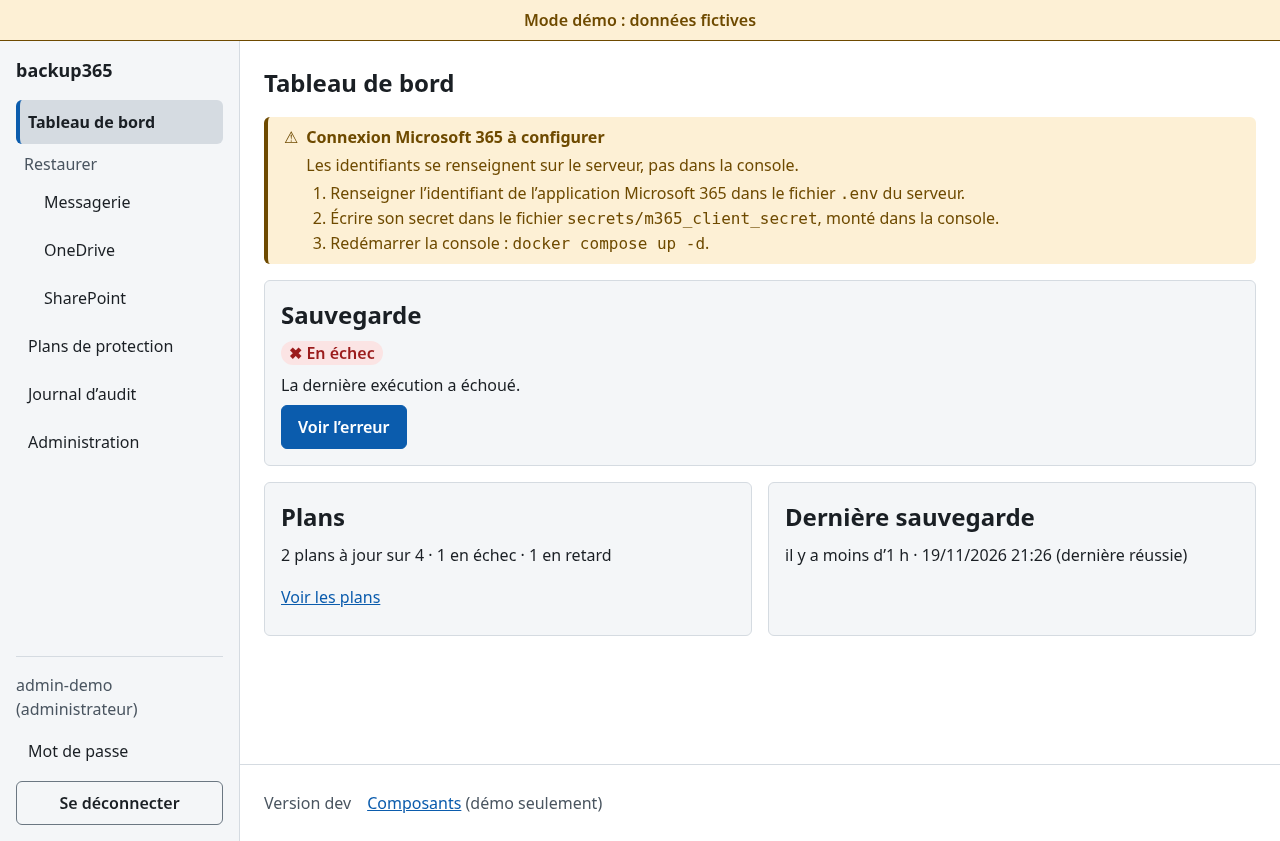 Mode démo : données fictives
backup365
Tableau de bord
Restaurer
Messagerie
OneDrive
SharePoint
Plans de protection
Journal d’audit
Administration
admin-demo
(administrateur)
Mot de passe
Se déconnecter
Tableau de bord
⚠ Connexion Microsoft 365 à configurer
Les identifiants se renseignent sur le serveur, pas dans la console.
1. Renseigner l’identifiant de l’application Microsoft 365 dans le fichier .env du serveur.
2. Écrire son secret dans le fichier secrets/m365_client_secret, monté dans la console.
3. Redémarrer la console : docker compose up -d.
Sauvegarde
✖ En échec
La dernière exécution a échoué.
Voir l’erreur
Plans
2 plans à jour sur 4 · 1 en échec · 1 en retard
Voir les plans
Dernière sauvegarde
il y a moins d’1 h · 19/11/2026 21:26 (dernière réussie)
Version dev Composants (démo seulement)